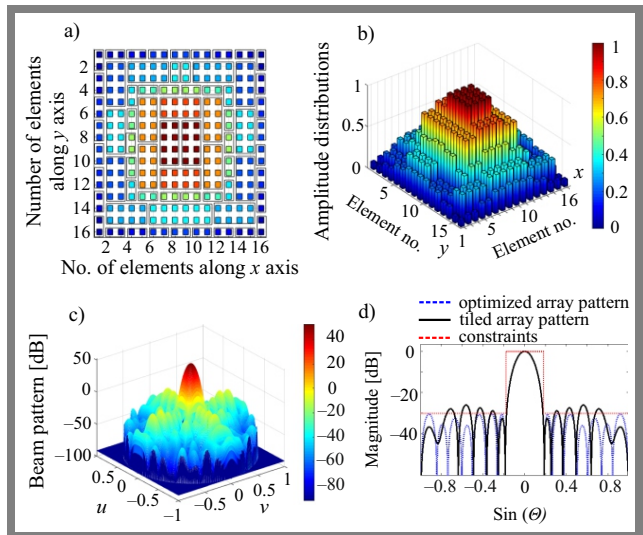 a)
Number of elements
along y axis
2
4
6
8
10
12
14
16
2 4 6 8 10 12 14 16
No. of elements along x axis
b)
Amplitude distributions
1
0.5
0
5
10
15
1
Element no.
y
5
10
16
Element no.
x
1
0.8
0.6
0.4
0.2
0
c)
Beam pattern [dB]
50
0
−50
−100
0.5
0
−0.5
−1
u
−0.5
0
0.5
1
v
40
20
0
−20
−40
−60
−80
optimized array pattern
tiled array pattern
constraints
d)
Magnitude [dB]
0
−20
−40
−0.8 −0.4 0 0.4 0.8
Sin (Θ)